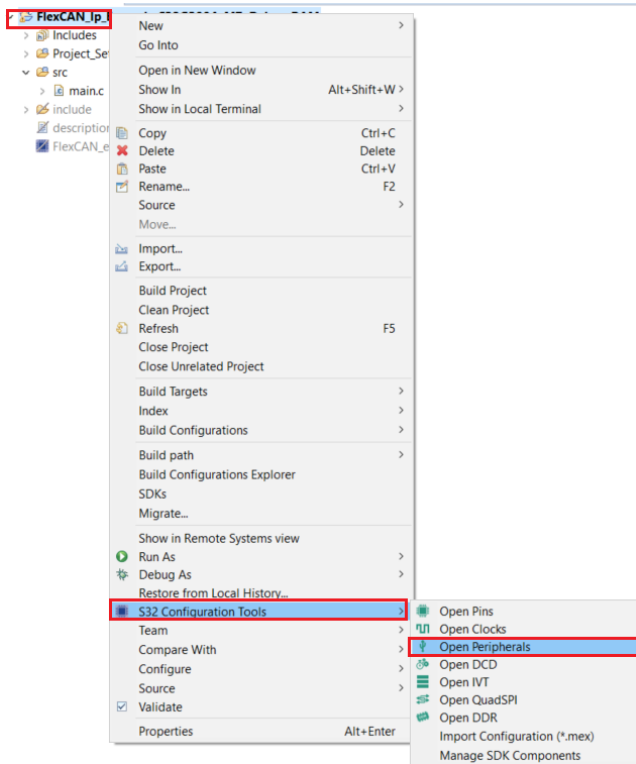 FlexCAN_Ip_
Includes
Project_Se
src
main.c
include
description
FlexCAN_e
New
Go Into
Open in New Window
Show In Alt+Shift+W
Show in Local Terminal
Copy Ctrl+C
Delete Delete
Paste Ctrl+V
Rename... F2
Source
Move...
Import...
Export...
Build Project
Clean Project
Refresh F5
Close Project
Close Unrelated Project
Build Targets
Index
Build Configurations
Build path
Build Configurations Explorer
SDKs
Migrate...
Show in Remote Systems view
Run As
Debug As
Restore from Local History...
S32 Configuration Tools
Team
Compare With
Configure
Source
Validate
Properties Alt+Enter
Open Pins
Open Clocks
Open Peripherals
Open DCD
Open IVT
Open QuadSPI
Open DDR
Import Configuration (*.mex)
Manage SDK Components